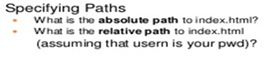 Specifying Paths
• What is the absolute path to index.html?
• What is the relative path to index.html
(assuming that usern is your pwd)?